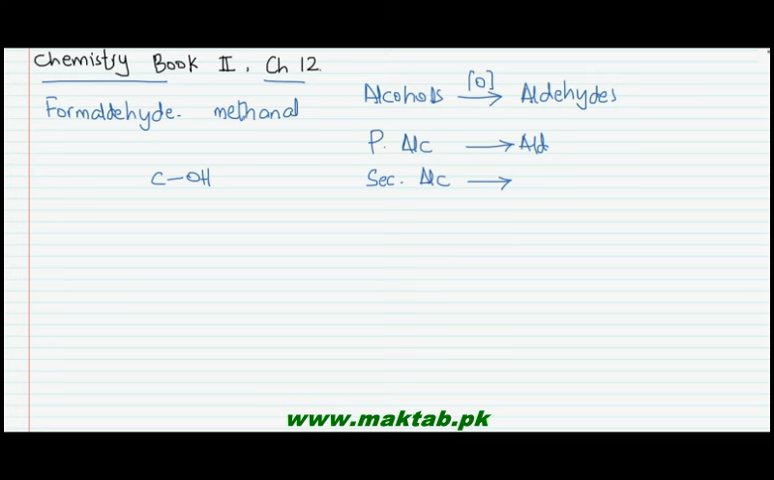 Chemistry Book II, Ch 12
Formaldehyde. methanal
Alcohols [O] → Aldehydes
P. Alc → Ald
C-OH
Sec. Alc →
www.maktab.pk